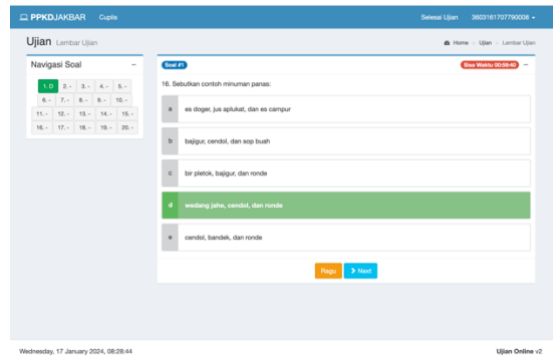 PPKDJAKBAR Cuplis Selesai Ujian 3603161707790008
Ujian Lembar Ujian Home Ujian Lembar Ujian
Navigasi Soal
1. D 2. - 3. - 4. - 5. -
6. - 7. - 8. - 9. - 10. -
11. - 12. - 13. - 14. - 15. -
16. - 17. - 18. - 19. - 20. -
Soal #1 Sisa Waktu 00:59:40
16. Sebutkan contoh minuman panas:
a es doger, jus aplukat, dan es campur
b bajigur, cendol, dan sop buah
c bir pletok, bajigur, dan ronde
d wedang jahe, cendol, dan ronde
e cendol, bandek, dan ronde
Ragu Next
Wednesday, 17 January 2024, 08:28:44 Ujian Online v2